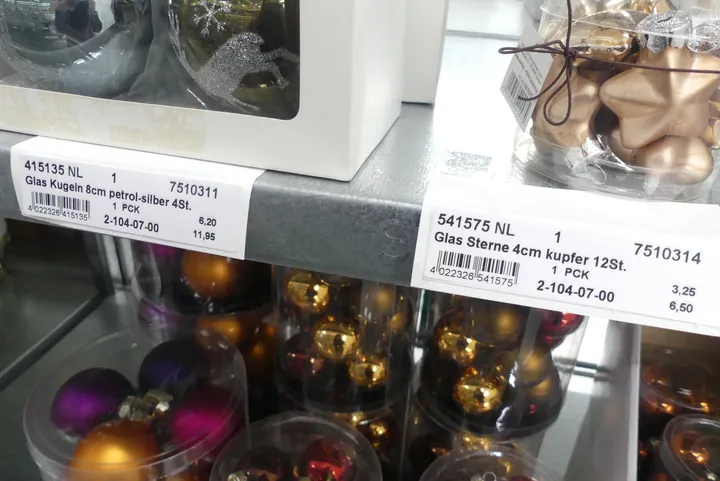 415135 NL 1 7510311
Glas Kugeln 8cm petrol-silber 4St.
1 PCK 6,20
4 022326 415135 2-104-07-00 11,95
541575 NL 1 7510314
Glas Sterne 4cm kupfer 12St.
1 PCK 3,25
4 022326 541575 2-104-07-00 6,50